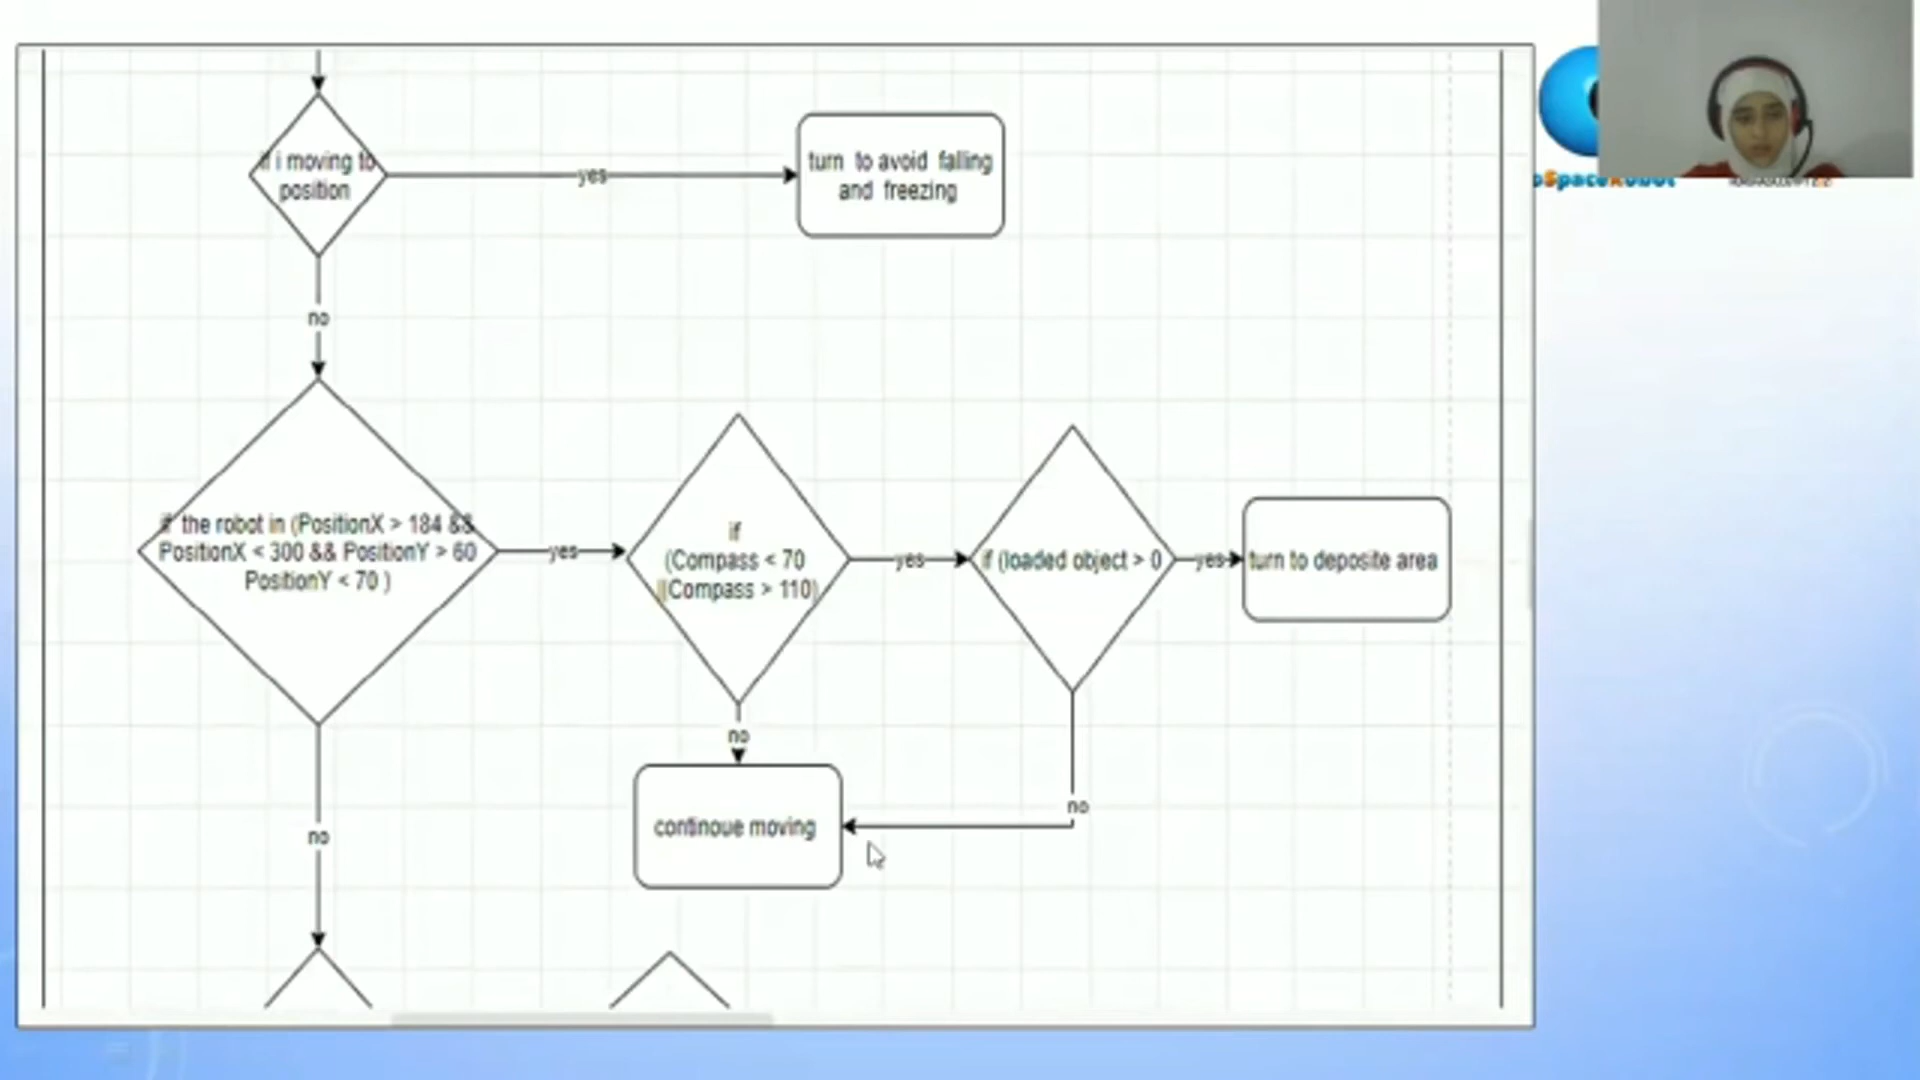 if i moving to
position
yes
turn to avoid falling
and freezing
no
if the robot in (PositionX > 184 &&
PositionX < 300 && PositionY > 60
PositionY < 70 )
yes
if
(Compass < 70
||Compass > 110)
yes
if (loaded object > 0
yes
turn to deposite area
no
continoue moving
no
no
oSpaceRobot